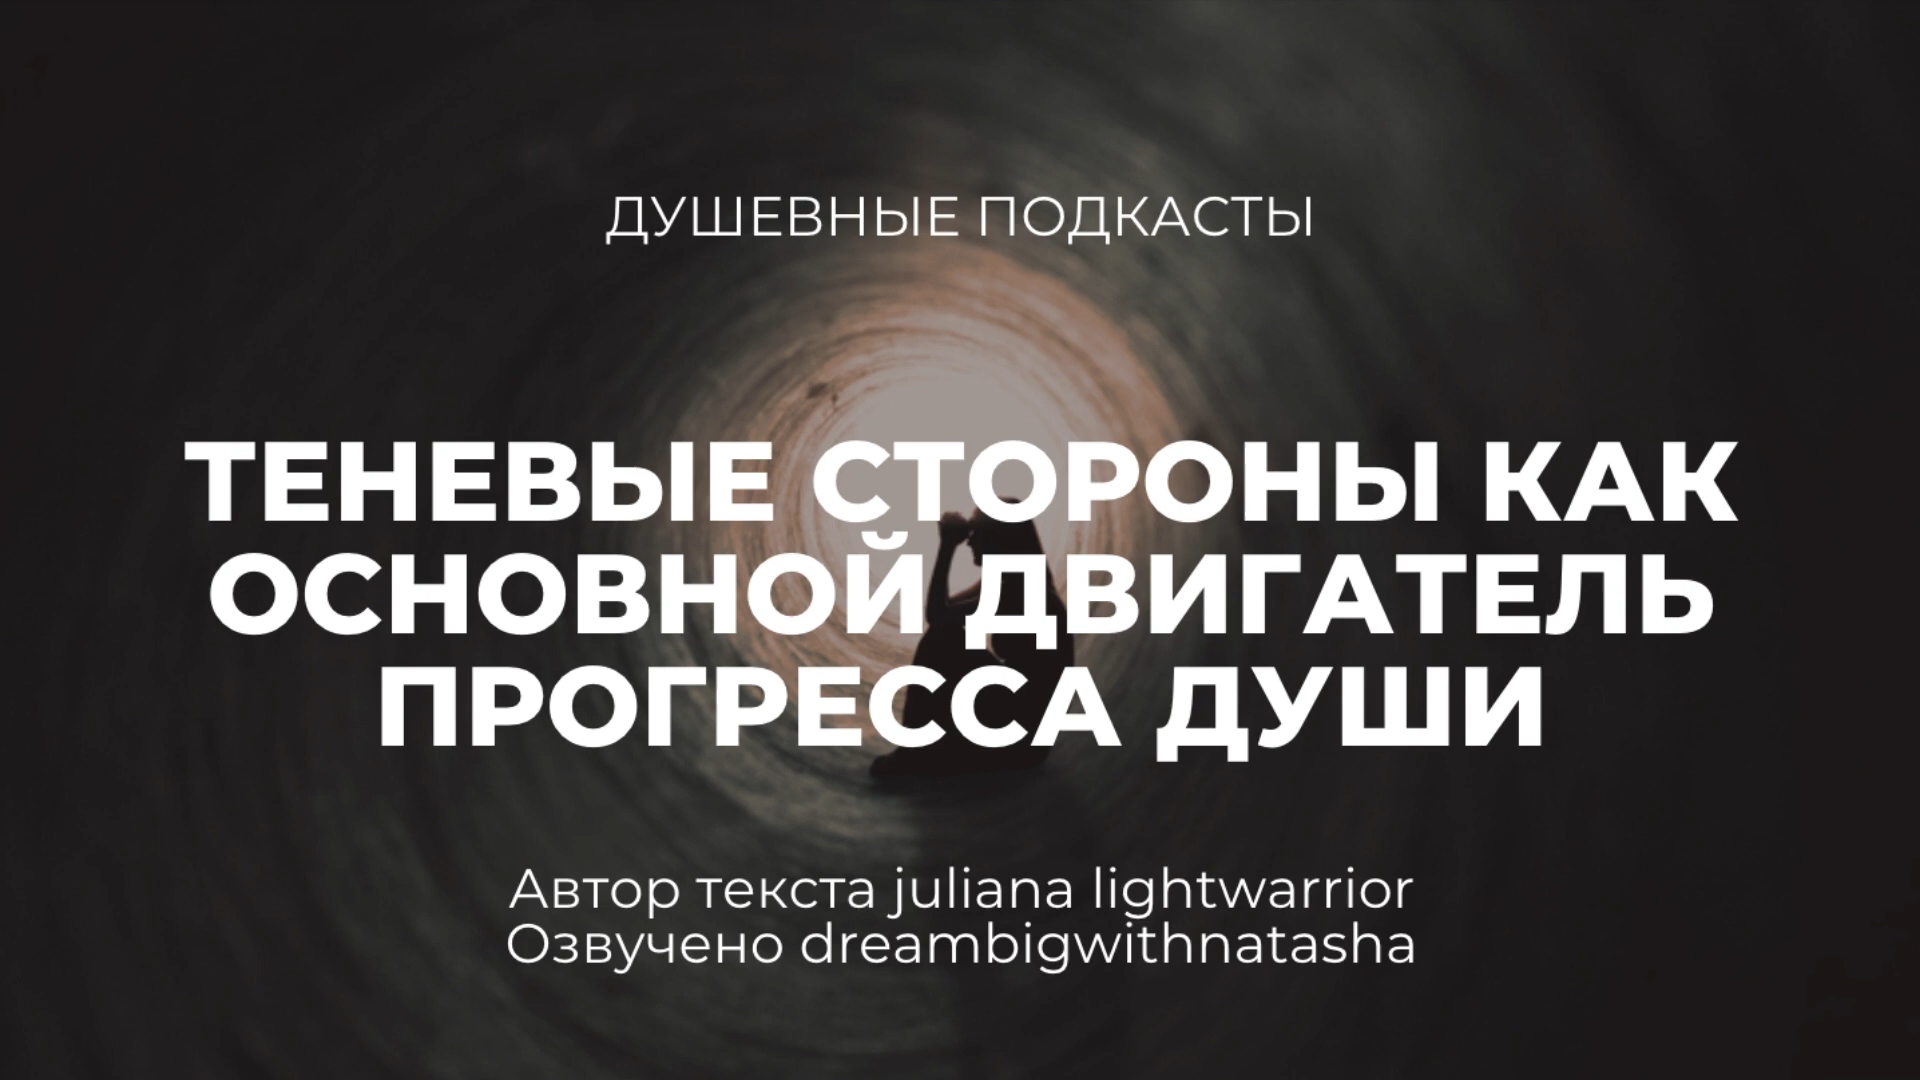 ДУШЕВНЫЕ ПОДКАСТЫ
ТЕНЕВЫЕ СТОРОНЫ КАК
ОСНОВНОЙ ДВИГАТЕЛЬ
ПРОГРЕССА ДУШИ
Автор текста juliana lightwarrior
Озвучено dreambigwithnatasha